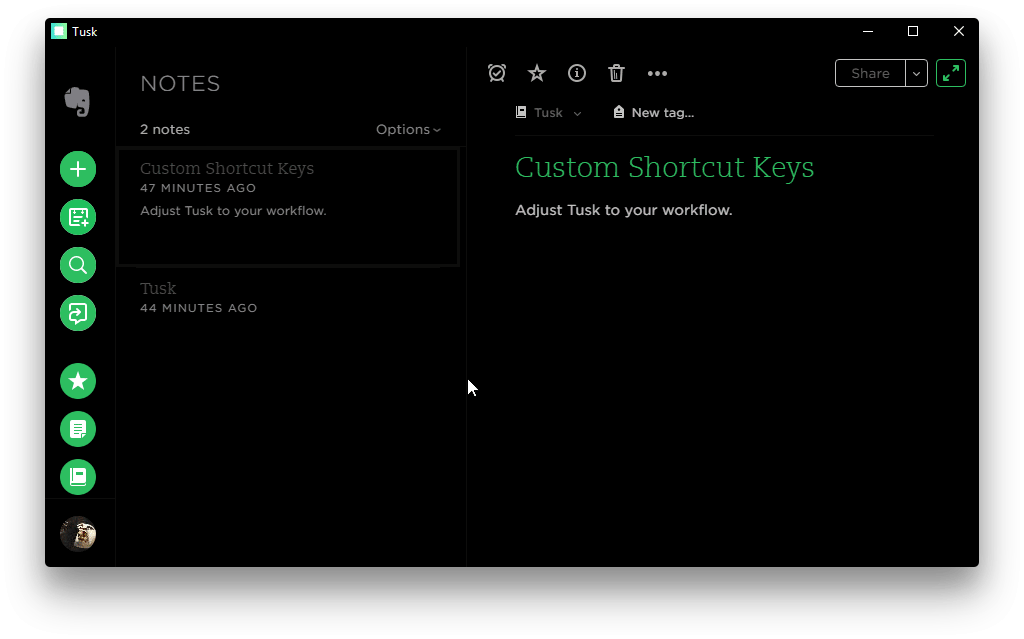 Tusk
NOTES
2 notes
Options
Custom Shortcut Keys
47 MINUTES AGO
Adjust Tusk to your workflow.
Tusk
44 MINUTES AGO
Share
Tusk
New tag...
Custom Shortcut Keys
Adjust Tusk to your workflow.